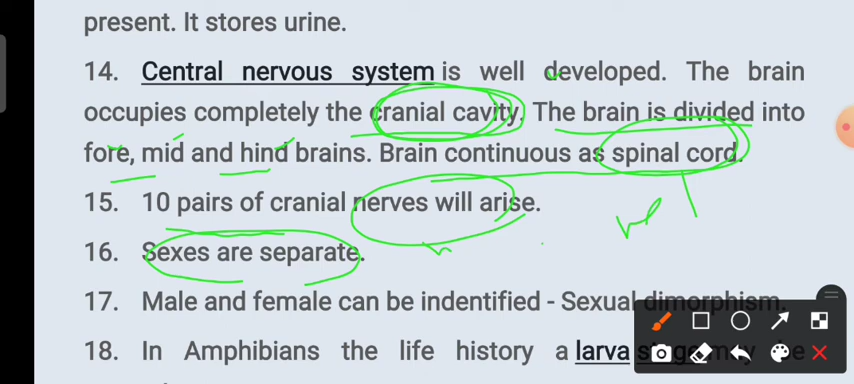 present. It stores urine.
14. Central nervous system is well developed. The brain
occupies completely the cranial cavity. The brain is divided into
fore, mid and hind brains. Brain continuous as spinal cord.
15. 10 pairs of cranial nerves will arise.
16. Sexes are separate.
17. Male and female can be indentified - Sexual dimorphism.
18. In Amphibians the life history a larva stage may be